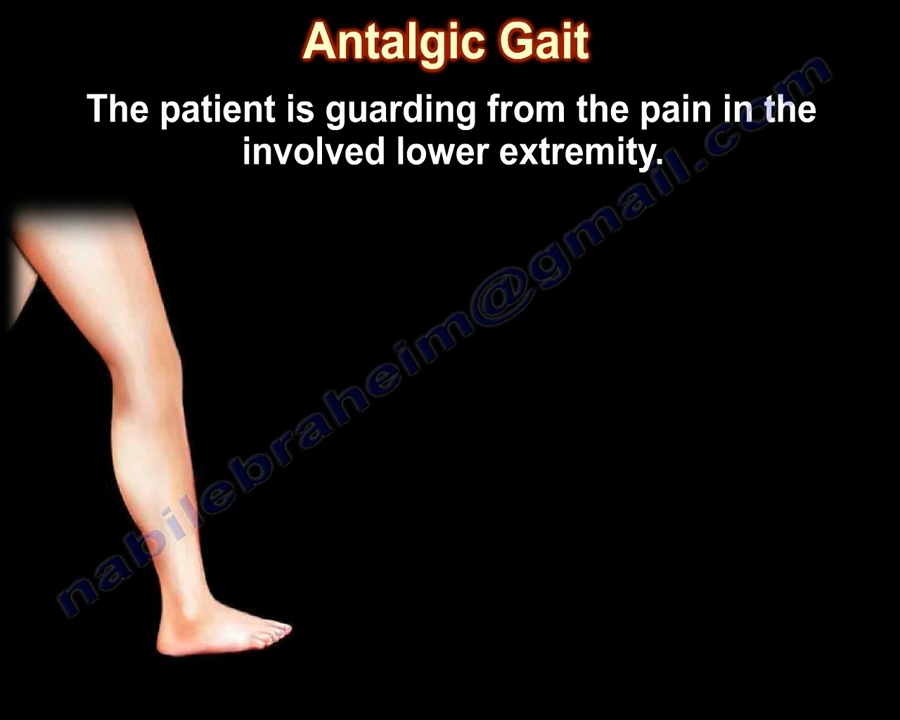 Antalgic Gait
The patient is guarding from the pain in the
involved lower extremity.
nabilebraheim@gmail.com